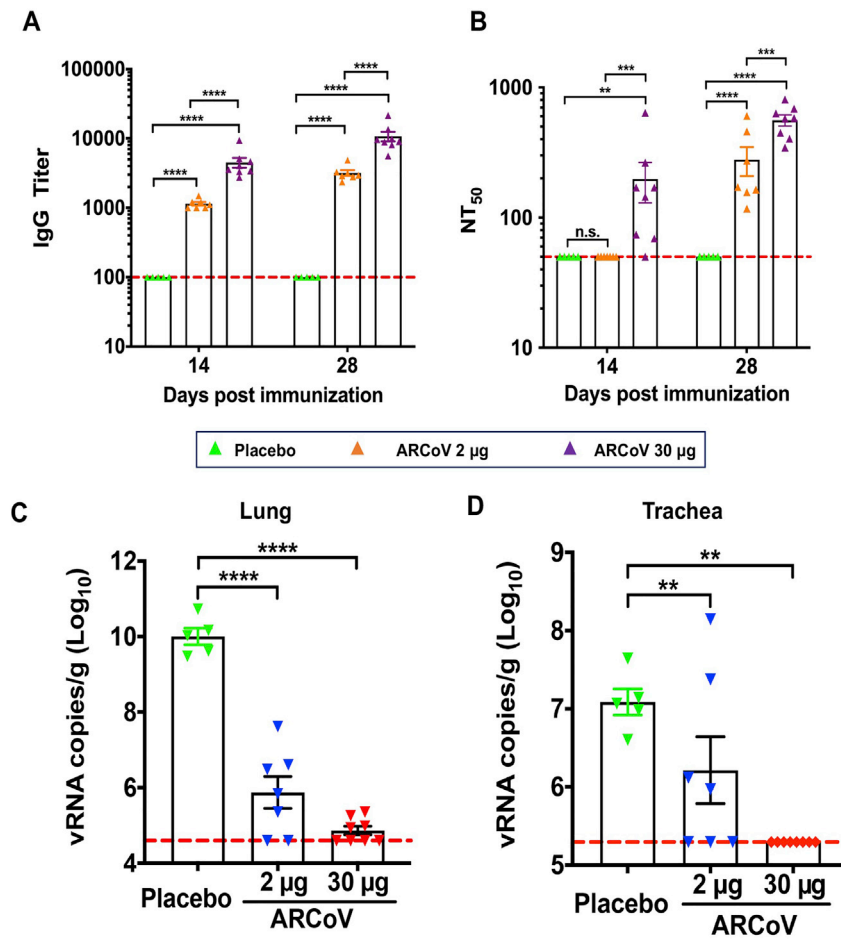 A
IgG Titer
100000
10000
1000
100
10
****
****
****
****
****
****
14
28
Days post immunization
B
NT50
1000
100
10
n.s.
**
***
****
****
***
14
28
Days post immunization
Placebo ARCoV 2 µg ARCoV 30 µg
C
Lung
vRNA copies/g (Log10)
12
10
8
6
4
****
****
Placebo
2 µg 30 µg
ARCoV
D
Trachea
vRNA copies/g (Log10)
9
8
7
6
5
**
**
Placebo
2 µg 30 µg
ARCoV